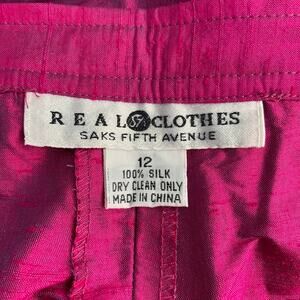 REAL CLOTHES
SAKS FIFTH AVENUE
12
100% SILK
DRY CLEAN ONLY
MADE IN CHINA